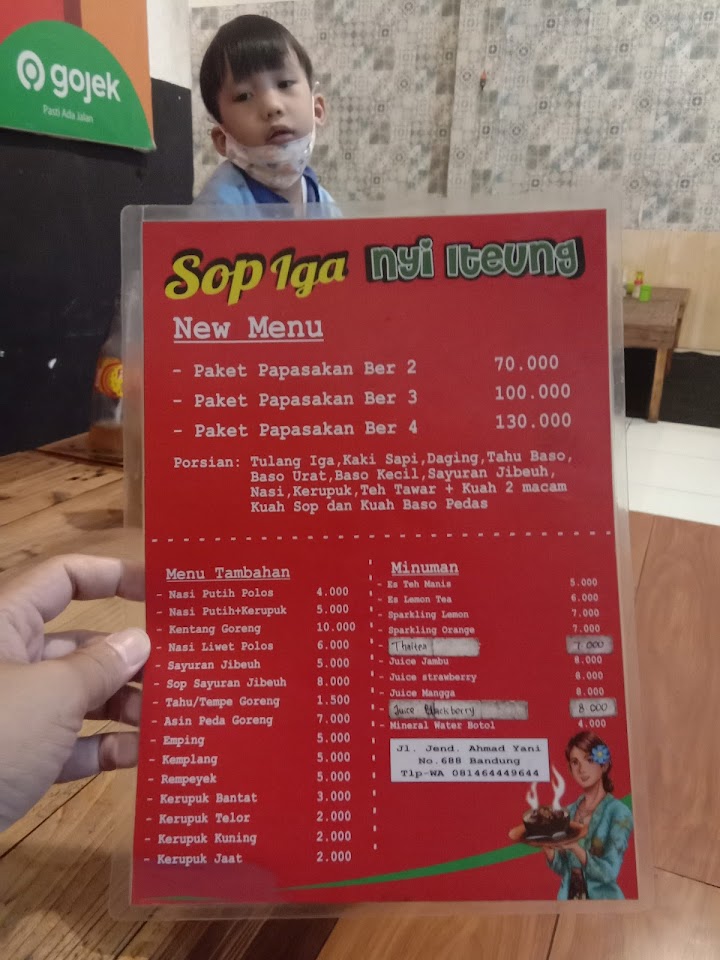 gojek
Pasti Ada Jalan
Sop Iga nyi Iteung
New Menu
- Paket Papasakan Ber 2 70.000
- Paket Papasakan Ber 3 100.000
- Paket Papasakan Ber 4 130.000
Porsian: Tulang Iga,Kaki Sapi,Daging,Tahu Baso,
Baso Urat,Baso Kecil,Sayuran Jibeuh,
Nasi,Kerupuk,Teh Tawar + Kuah 2 macam
Kuah Sop dan Kuah Baso Pedas
Menu Tambahan
- Nasi Putih Polos 4.000
- Nasi Putih+Kerupuk 5.000
- Kentang Goreng 10.000
- Nasi Liwet Polos 6.000
- Sayuran Jibeuh 5.000
- Sop Sayuran Jibeuh 8.000
- Tahu/Tempe Goreng 1.500
- Asin Peda Goreng 7.000
- Emping 5.000
- Kemplang 5.000
- Rempeyek 5.000
- Kerupuk Bantat 3.000
- Kerupuk Telor 2.000
- Kerupuk Kuning 2.000
- Kerupuk Jaat 2.000
Minuman
- Es Teh Manis 5.000
- Es Lemon Tea 6.000
- Sparkling Lemon 7.000
- Sparkling Orange 7.000
Thaitea 7.000
- Juice Jambu 8.000
- Juice strawberry 8.000
- Juice Mangga 8.000
Juice Blackberry 8.000
- Mineral Water Botol 4.000
Jl. Jend. Ahmad Yani
No.688 Bandung
Tlp-WA 081464449644